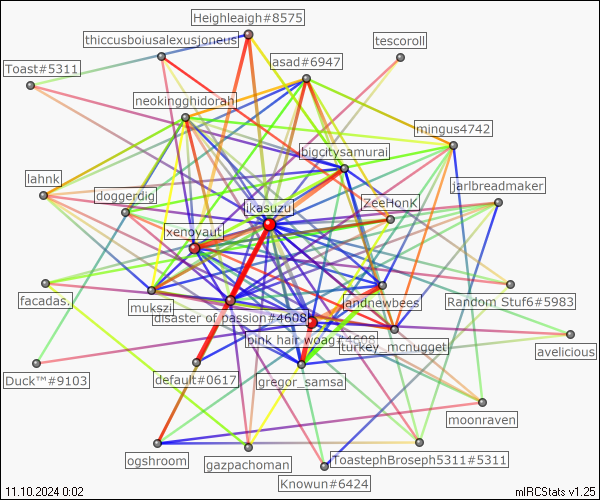 Heighleaigh#8575
thiccusboiusalexusjoneus
tescoroll
asad#6947
Toast#5311
neokingghidorah
mingus4742
bigcitysamurai
lahnk
jarlbreadmaker
doggerdig
ikasuzu
ZeeHonK
xenoyaut
facadas.
mukszi
andnewbees
Random Stuf6#5983
disaster of passion#4608
pink hair woag #4608
turkey_mcnugget
avelicious
Duck™#9103
default#0617
gregor_samsa
moonraven
ogshroom
gazpachoman
ToastephBroseph5311#5311
Knowun#6424
11.10.2024 0:02
mIRCStats v1.25